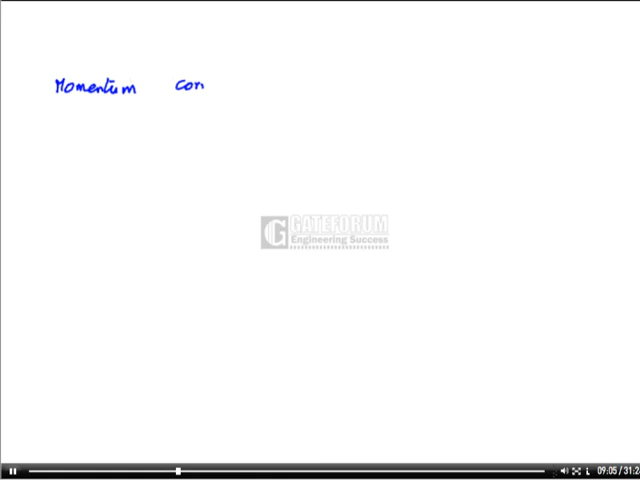 Momentum con
GATEFORUM
Engineering Success
09:05 / 31:2